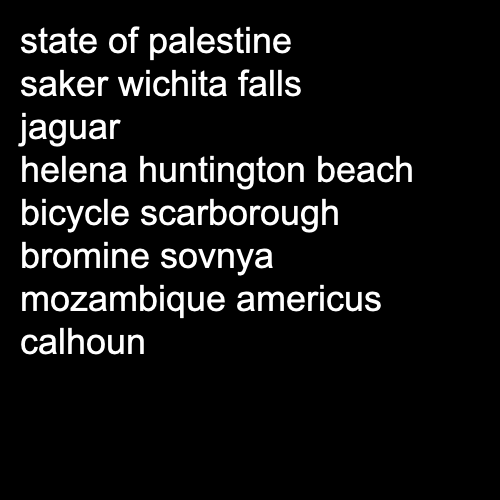 state of palestine
saker wichita falls
jaguar
helena huntington beach
bicycle scarborough
bromine sovnya
mozambique americus
calhoun